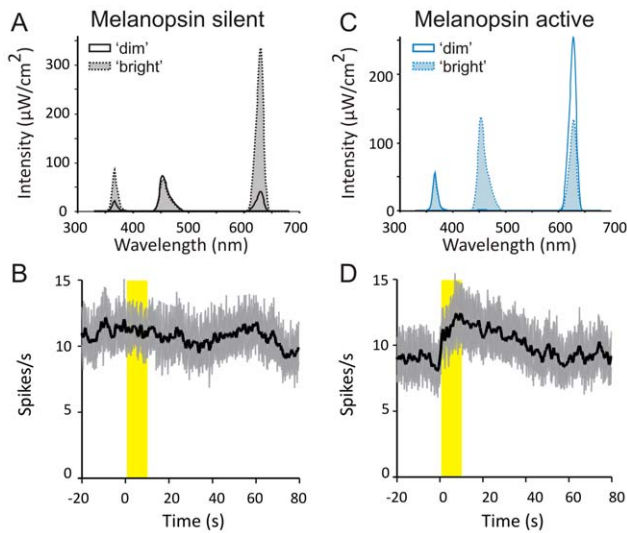 A Melanopsin silent
'dim'
'bright'
300
200
100
0
Intensity (µW/cm²)
300 400 500 600 700
Wavelength (nm)
C Melanopsin active
'dim'
'bright'
200
100
0
Intensity (µW/cm²)
300 400 500 600 700
Wavelength (nm)
B
15
10
5
0
Spikes/s
-20 0 20 40 60 80
Time (s)
D
15
10
5
0
Spikes/s
-20 0 20 40 60 80
Time (s)